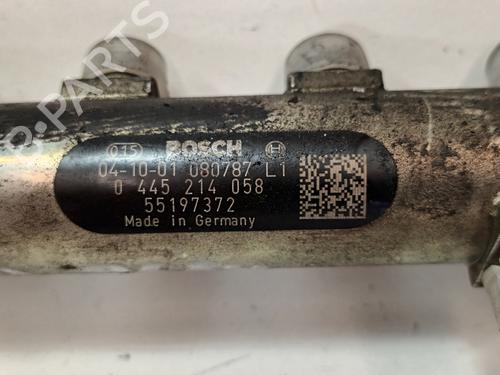 BOSCH
04-10-01 080787 L1
0 445 214 058
55197372
Made in Germany